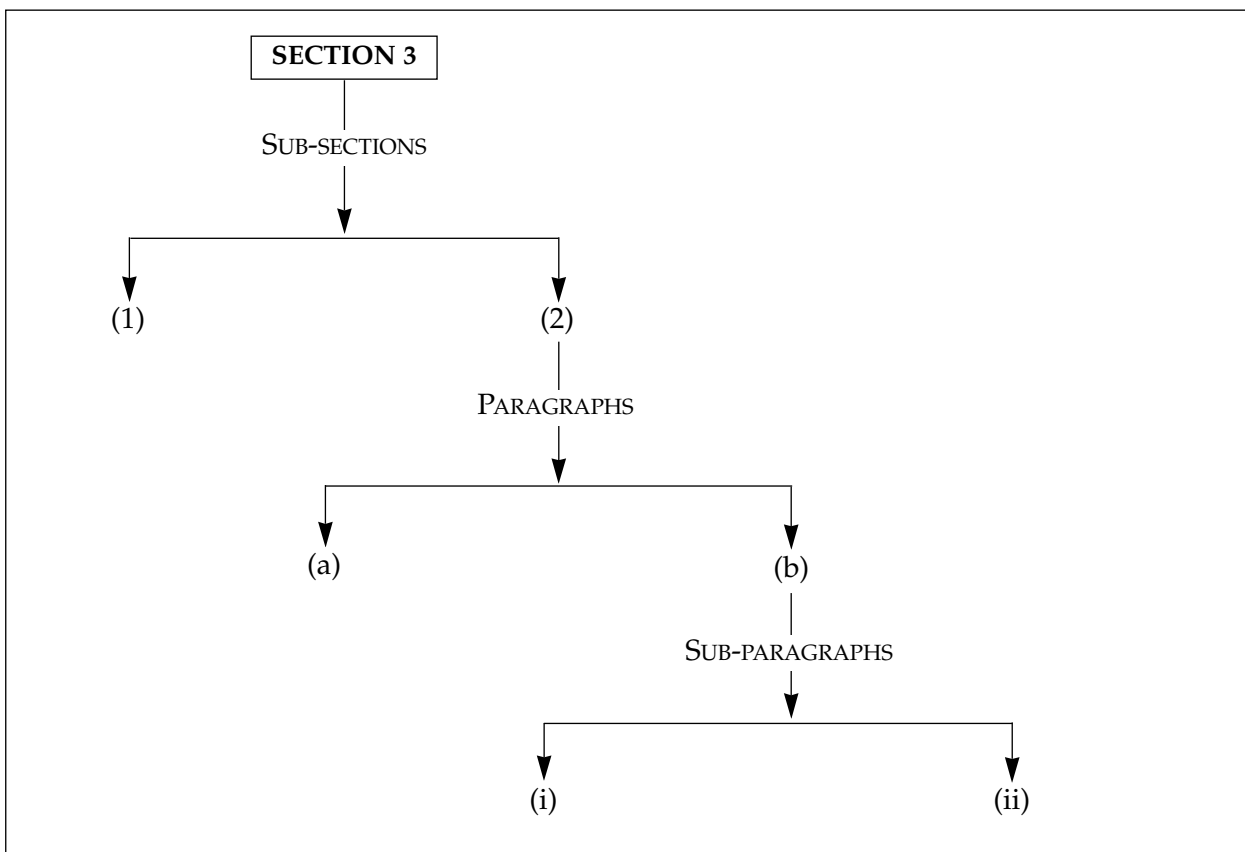 SECTION 3
SUB-SECTIONS
(1) (2)
PARAGRAPHS
(a) (b)
SUB-PARAGRAPHS
(i) (ii)